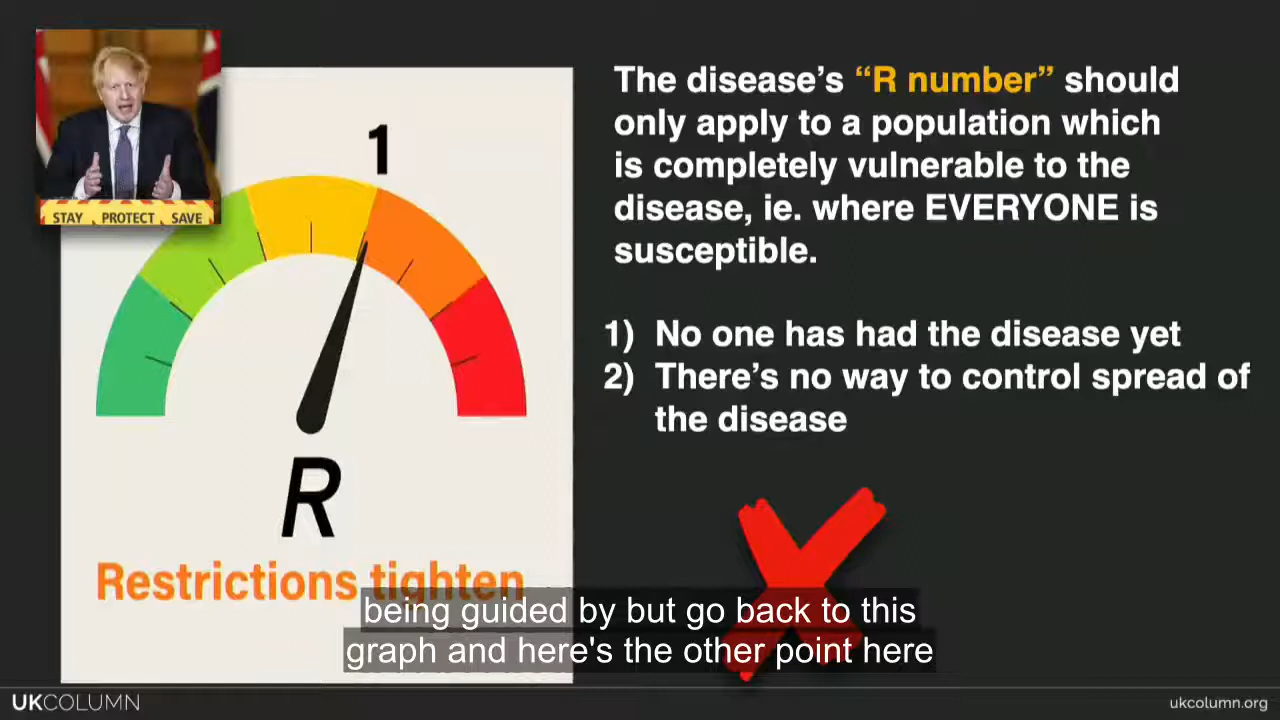 STAY PROTECT SAVE
1
R
Restrictions tighten
The disease’s “R number” should
only apply to a population which
is completely vulnerable to the
disease, ie. where EVERYONE is
susceptible.
1) No one has had the disease yet
2) There’s no way to control spread of
the disease
being guided by but go back to this
graph and here's the other point here
UKCOLUMN
ukcolumn.org